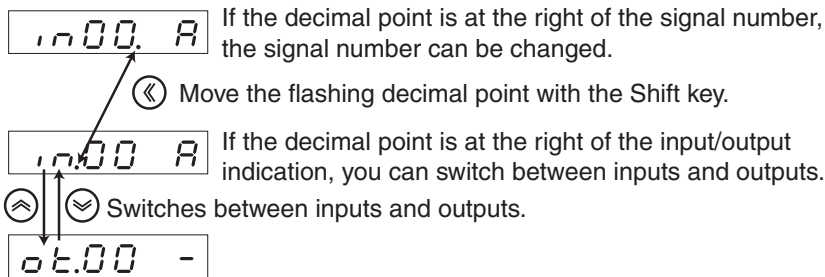 in00. A
If the decimal point is at the right of the signal number,
the signal number can be changed.
Move the flashing decimal point with the Shift key.
in.00 A
If the decimal point is at the right of the input/output
indication, you can switch between inputs and outputs.
Switches between inputs and outputs.
ot.00 -